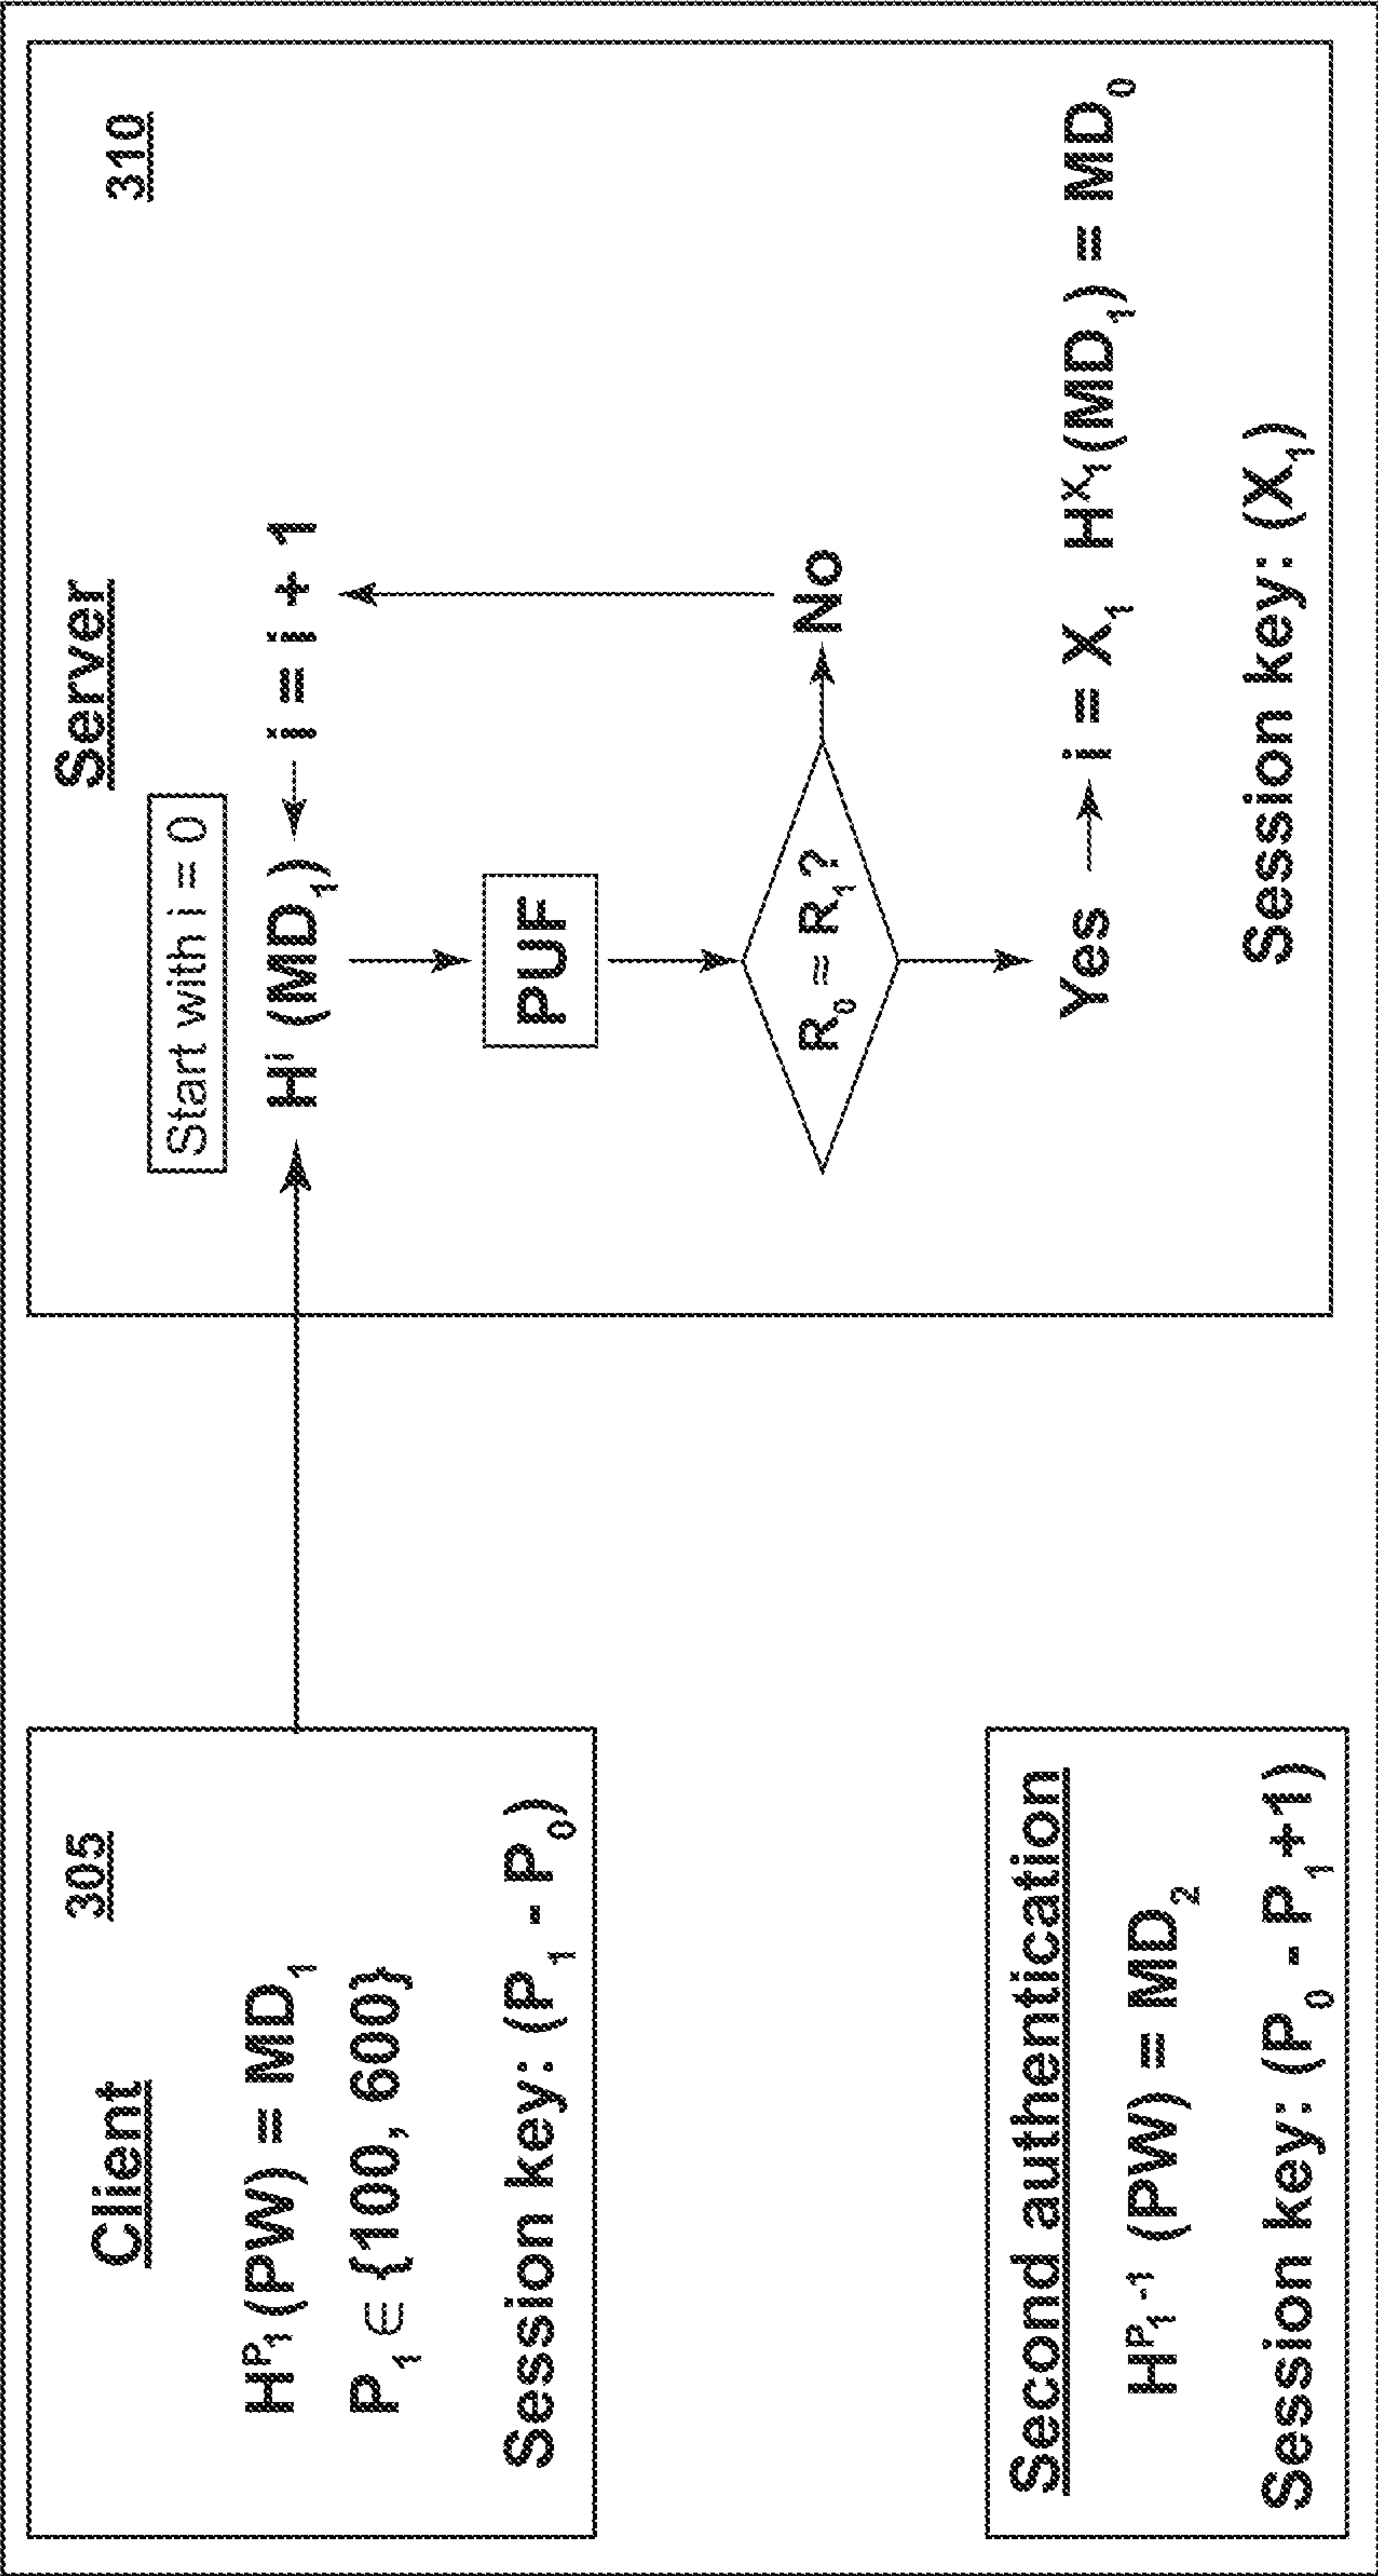 Client
305
H^P₁(PW) = MD₁
P₁ ∈ {100, 600}
Session key: (P₁ - P₀)
Second authentication
H^P₁⁻¹ (PW) = MD₂
Session key: (P₀ - P₁+1)
Server
310
Start with i = 0
Hⁱ (MD₁)
i = i + 1
PUF
R₀ ≈ R₁?
No
Yes
i = X₁
H^X₁(MD₁) = MD₀
Session key: (X₁)